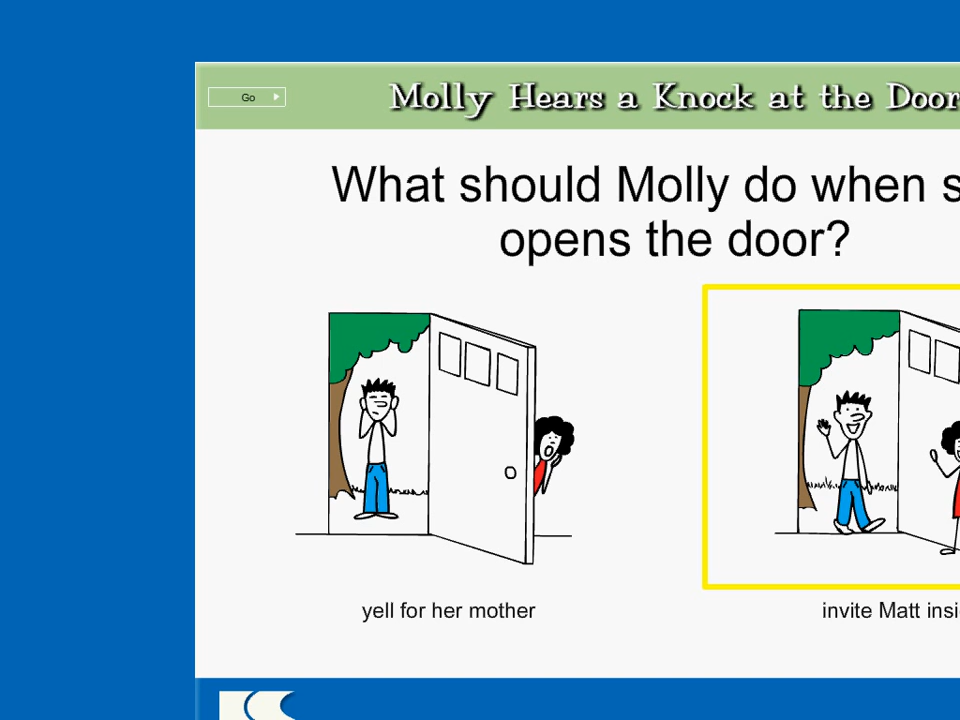 Go
Molly Hears a Knock at the Door
What should Molly do when
opens the door?
yell for her mother
invite Matt